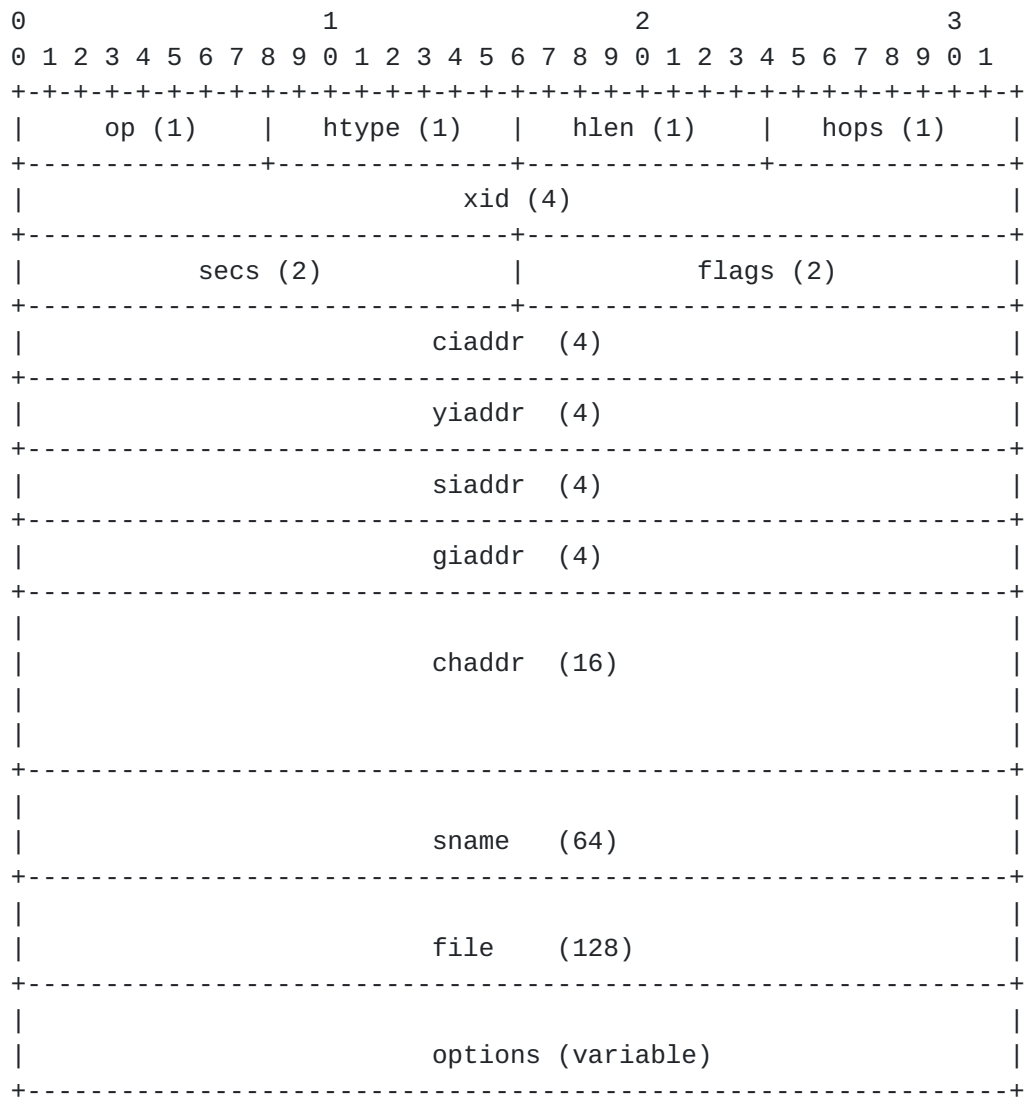 0                   1                   2                   3
0 1 2 3 4 5 6 7 8 9 0 1 2 3 4 5 6 7 8 9 0 1 2 3 4 5 6 7 8 9 0 1
+-+-+-+-+-+-+-+-+-+-+-+-+-+-+-+-+-+-+-+-+-+-+-+-+-+-+-+-+-+-+-+-+
|     op (1)    |   htype (1)   |   hlen (1)    |   hops (1)    |
+---------------+---------------+---------------+---------------+
|                            xid (4)                            |
+-------------------------------+-------------------------------+
|           secs (2)            |           flags (2)           |
+-------------------------------+-------------------------------+
|                          ciaddr  (4)                          |
+---------------------------------------------------------------+
|                          yiaddr  (4)                          |
+---------------------------------------------------------------+
|                          siaddr  (4)                          |
+---------------------------------------------------------------+
|                          giaddr  (4)                          |
+---------------------------------------------------------------+
|                                                               |
|                          chaddr  (16)                         |
|                                                               |
|                                                               |
+---------------------------------------------------------------+
|                                                               |
|                          sname   (64)                         |
+---------------------------------------------------------------+
|                                                               |
|                          file    (128)                        |
+---------------------------------------------------------------+
|                                                               |
|                          options (variable)                   |
+---------------------------------------------------------------+